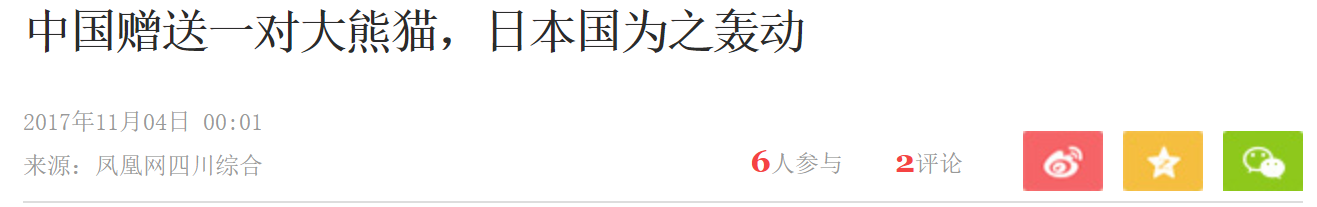 中国赠送一对大熊猫，日本国为之轰动
2017年11月04日 00:01
来源：凤凰网四川综合
6人参与 2评论